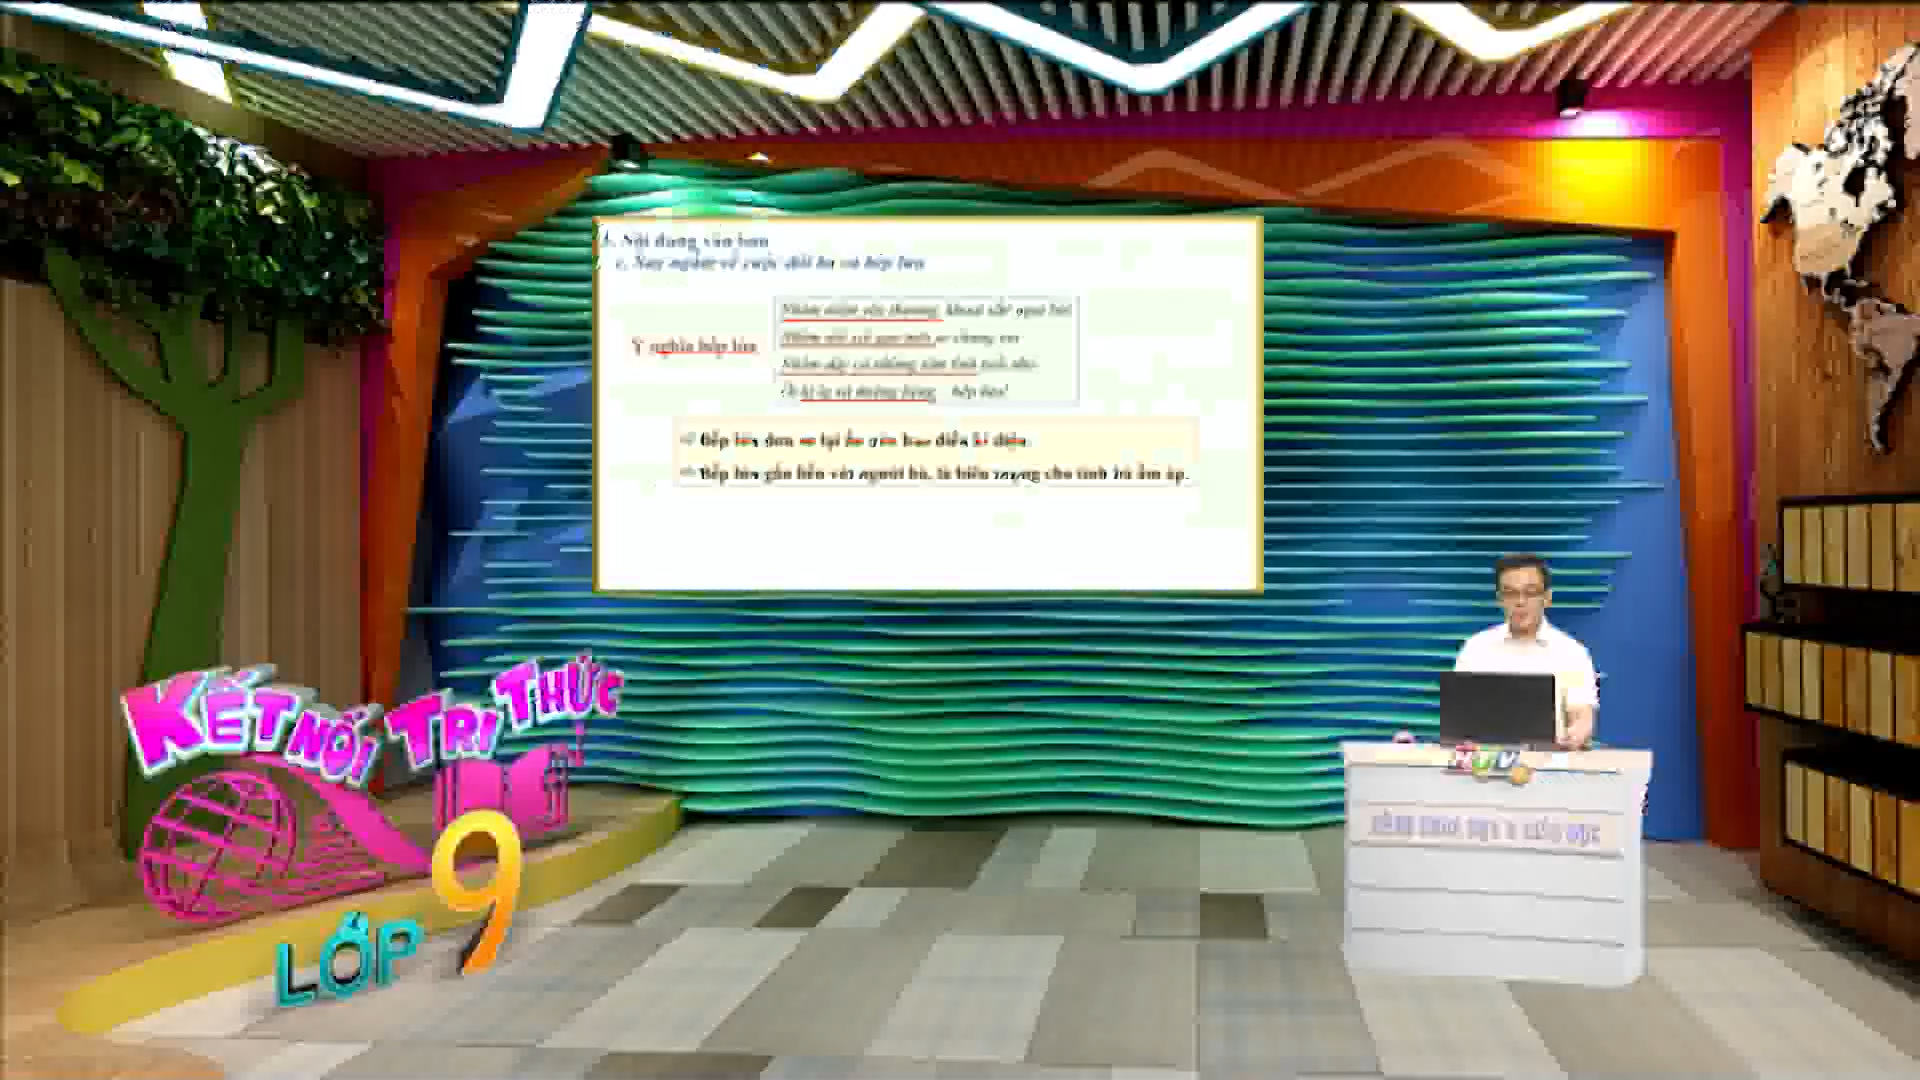 3. Nội dung văn bản
c. Suy ngẫm về cuộc đời bà và bếp lửa
Ý nghĩa bếp lửa
Nhóm niềm yêu thương, khoai sắn ngọt bùi
Nhóm nồi xôi gạo mới sẻ chung vui
Nhóm dậy cả những tâm tình tuổi nhỏ
Ôi kì lạ và thiêng liêng - bếp lửa!
Bếp lửa đơn sơ lại ẩn chứa bao điều kì diệu.
Bếp lửa gắn liền với người bà, là biểu tượng cho tình bà ấm áp.
KẾT NỐI TRI THỨC
LỚP 9
HTV